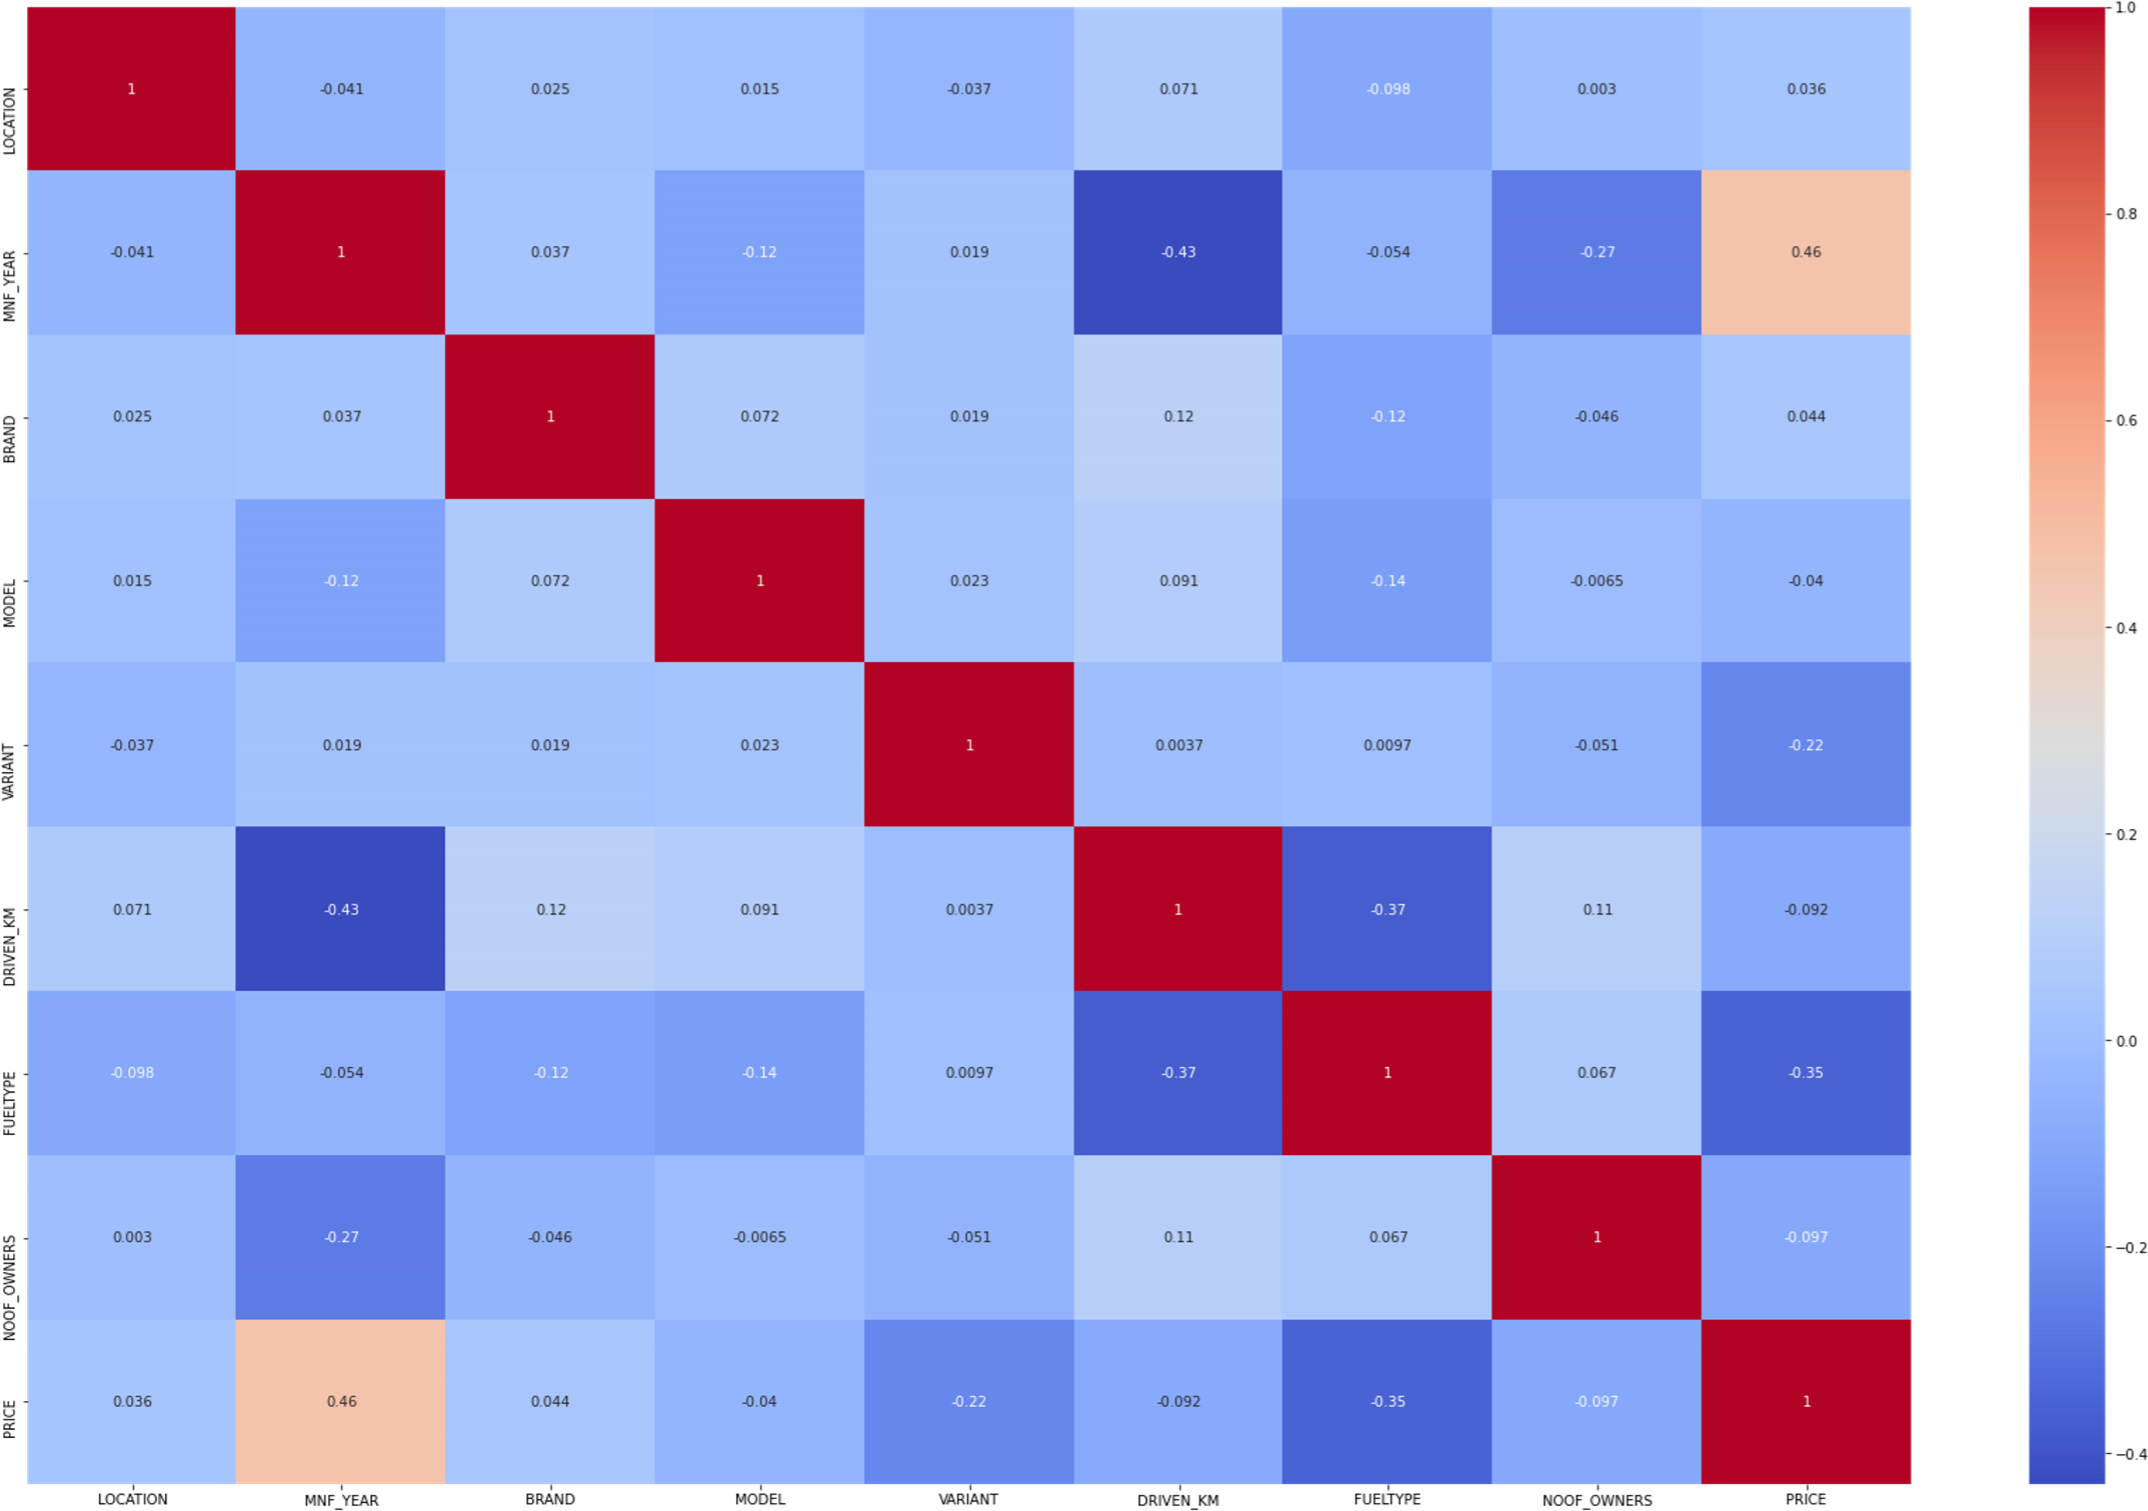 LOCATION 1 -0.041 0.025 0.015 -0.037 0.071 -0.098 0.003 0.036
MNF_YEAR -0.041 1 0.037 -0.12 0.019 -0.43 -0.054 -0.27 0.46
BRAND 0.025 0.037 1 0.072 0.019 0.12 -0.12 -0.046 0.044
MODEL 0.015 -0.12 0.072 1 0.023 0.091 -0.14 -0.0065 -0.04
VARIANT -0.037 0.019 0.019 0.023 1 0.0037 0.0097 -0.051 -0.22
DRIVEN_KM 0.071 -0.43 0.12 0.091 0.0037 1 -0.37 0.11 -0.092
FUELTYPE -0.098 -0.054 -0.12 -0.14 0.0097 -0.37 1 0.067 -0.35
NOOF_OWNERS 0.003 -0.27 -0.046 -0.0065 -0.051 0.11 0.067 1 -0.097
PRICE 0.036 0.46 0.044 -0.04 -0.22 -0.092 -0.35 -0.097 1
LOCATION MNF_YEAR BRAND MODEL VARIANT DRIVEN_KM FUELTYPE NOOF_OWNERS PRICE
1.0
0.8
0.6
0.4
0.2
0.0
−0.2
−0.4